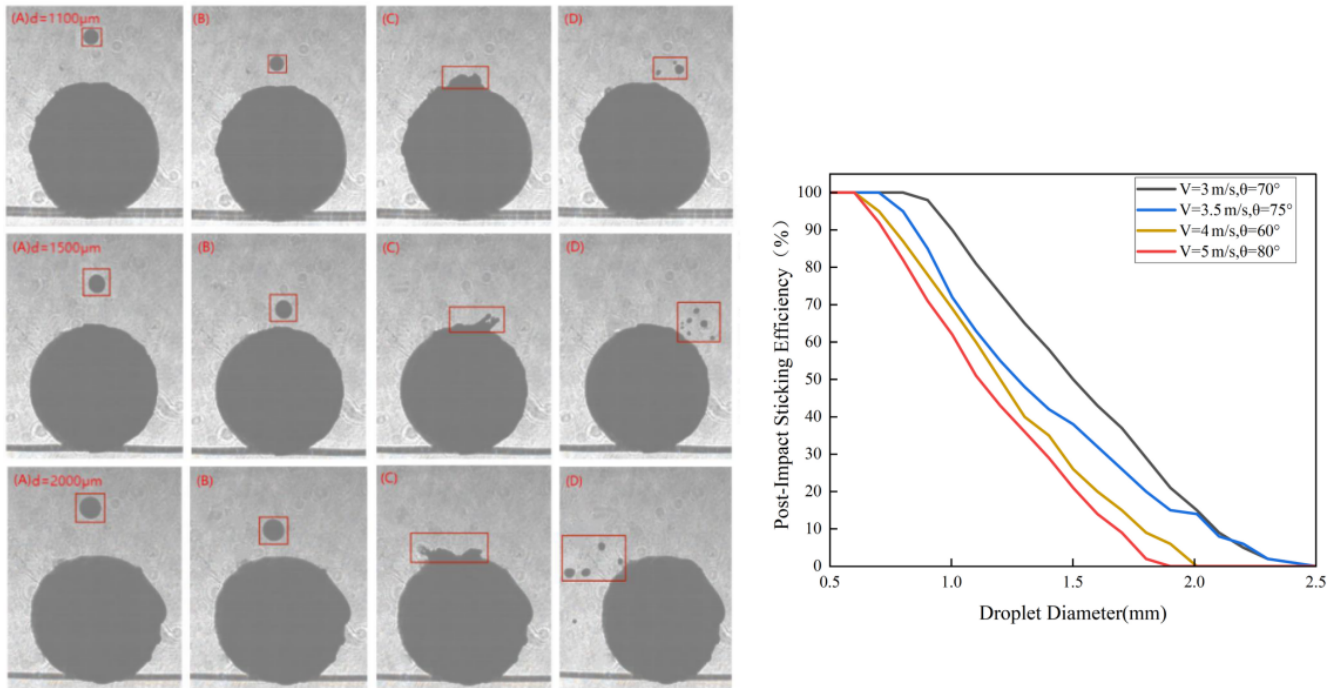 (A)d=1100μm
(B)
(C)
(D)
(A)d=1500μm
(B)
(C)
(D)
(A)d=2000μm
(B)
(C)
(D)
Post-Impact Sticking Efficiency（%）
100
90
80
70
60
50
40
30
20
10
0
V=3 m/s,θ=70°
V=3.5 m/s,θ=75°
V=4 m/s,θ=60°
V=5 m/s,θ=80°
0.5
1.0
1.5
2.0
2.5
Droplet Diameter(mm)